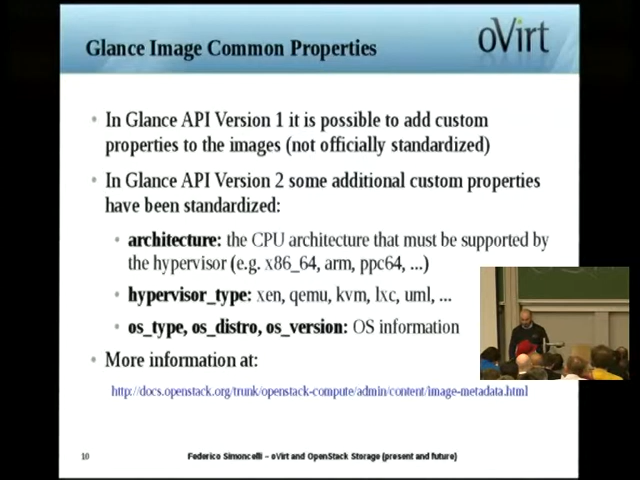 Glance Image Common Properties
oVirt
In Glance API Version 1 it is possible to add custom
properties to the images (not officially standardized)
In Glance API Version 2 some additional custom properties
have been standardized:
architecture: the CPU architecture that must be supported by
the hypervisor (e.g. x86_64, arm, ppc64, ...)
hypervisor_type: xen, qemu, kvm, lxc, uml, ...
os_type, os_distro, os_version: OS information
More information at:
http://docs.openstack.org/trunk/openstack-compute/admin/content/image-metadata.html
10
Federico Simoncelli – oVirt and OpenStack Storage (present and future)